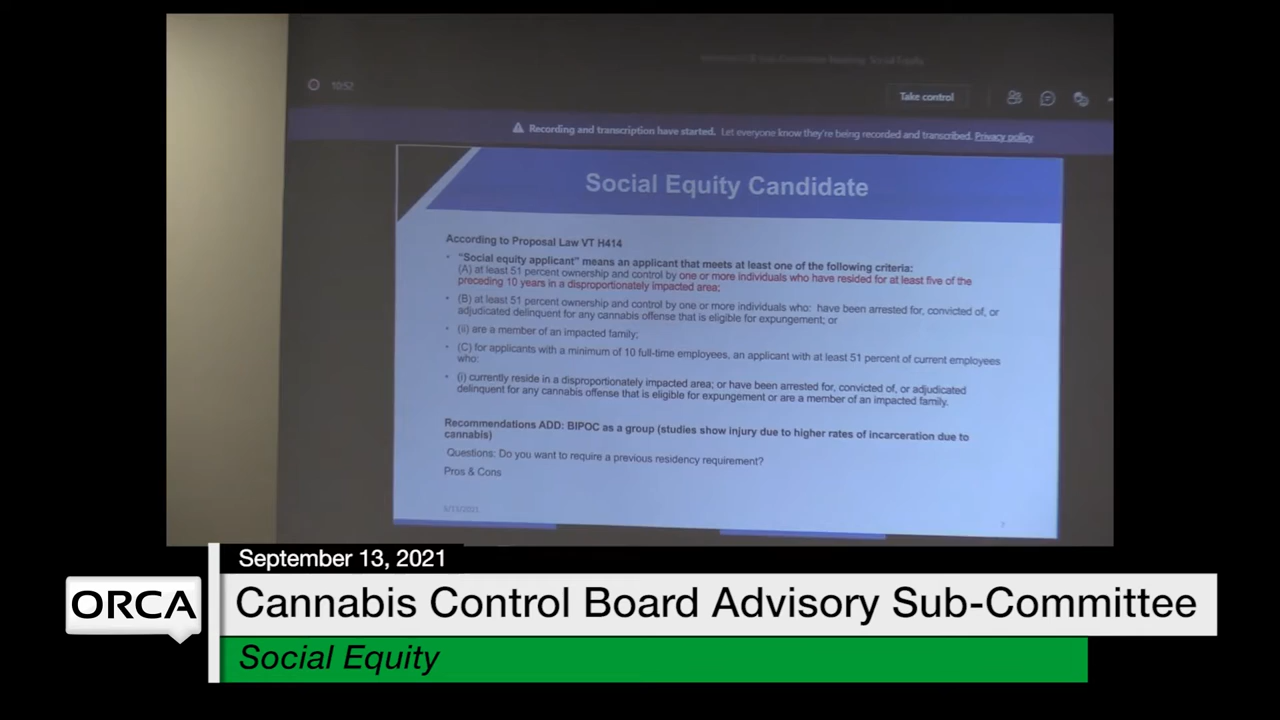 10:52
Take control
Recording and transcription have started. Let everyone know they're being recorded and transcribed. Privacy policy
Social Equity Candidate
According to Proposal Law VT H414
• "Social equity applicant" means an applicant that meets at least one of the following criteria:
(A) at least 51 percent ownership and control by one or more individuals who have resided for at least five of the
preceding 10 years in a disproportionately impacted area;
• (B) at least 51 percent ownership and control by one or more individuals who: have been arrested for, convicted of, or
adjudicated delinquent for any cannabis offense that is eligible for expungement; or
• (ii) are a member of an impacted family;
• (C) for applicants with a minimum of 10 full-time employees, an applicant with at least 51 percent of current employees
who:
• (i) currently reside in a disproportionately impacted area; or have been arrested for, convicted of, or adjudicated
delinquent for any cannabis offense that is eligible for expungement or are a member of an impacted family.
Recommendations ADD: BIPOC as a group (studies show injury due to higher rates of incarceration due to
cannabis)
Questions: Do you want to require a previous residency requirement?
Pros & Cons
September 13, 2021
ORCA
Cannabis Control Board Advisory Sub-Committee
Social Equity